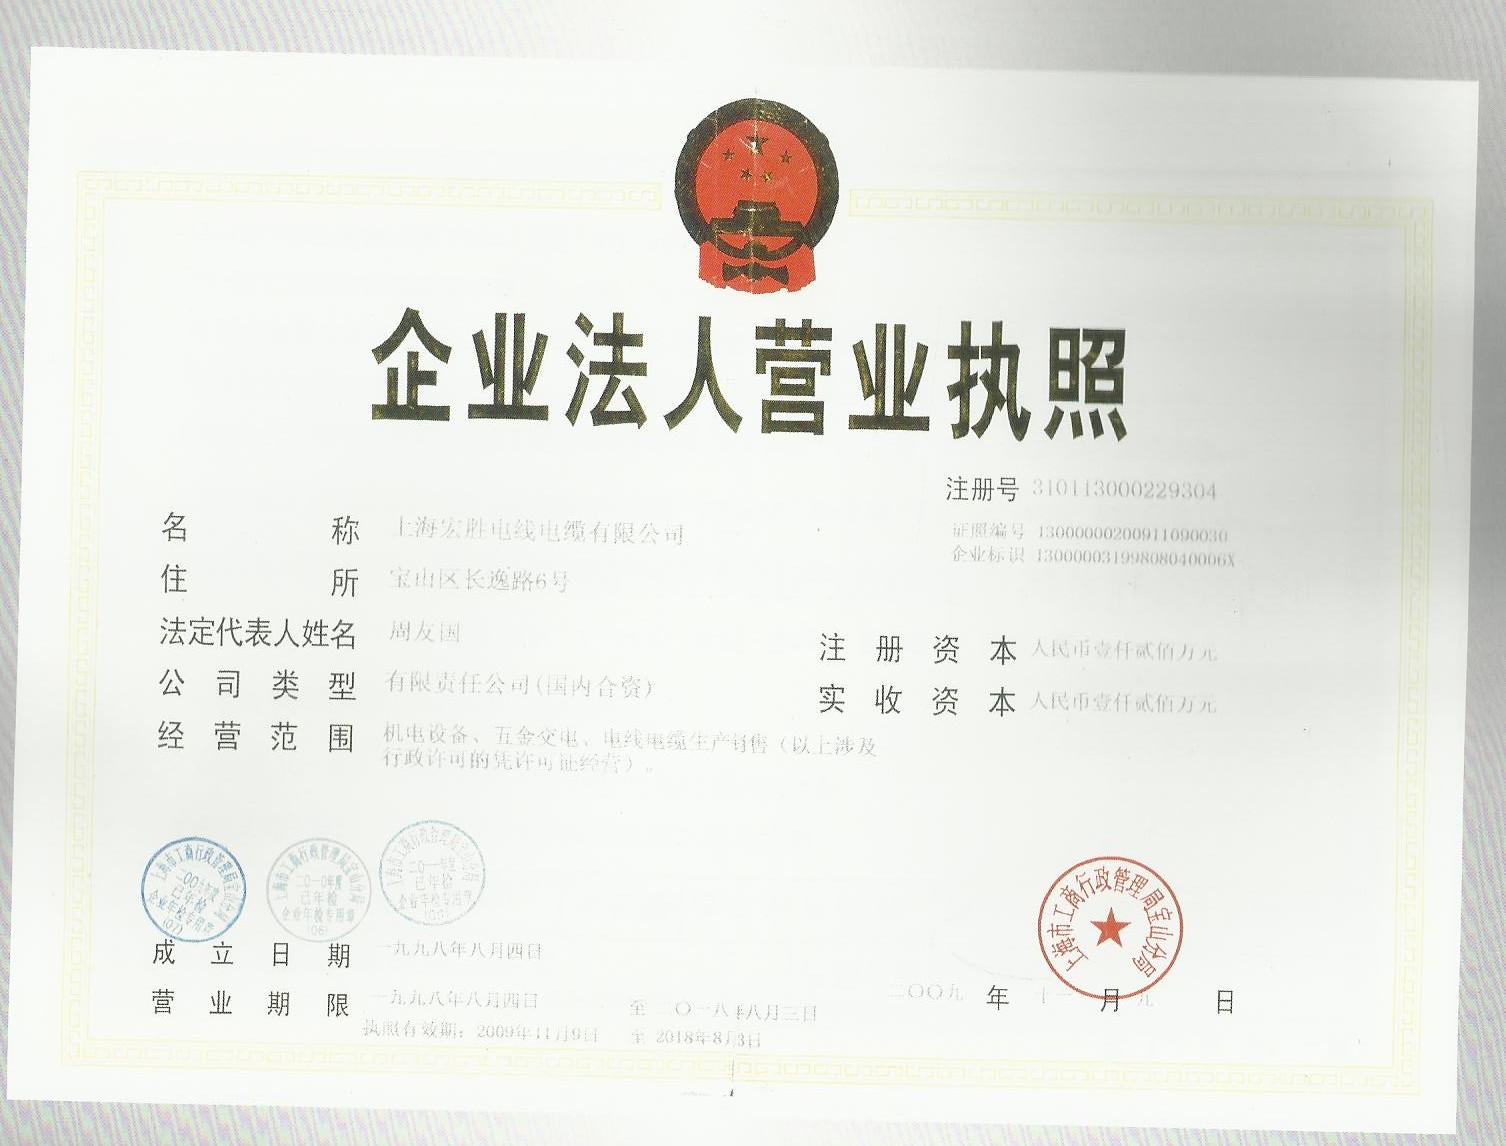 企业法人营业执照
注册号 310113000229304
证照编号 13000000200911090030
企业标识 13000003199808040006X
名称 上海宏胜电线电缆有限公司
住所 宝山区长逸路6号
法定代表人姓名 周友国
注册资本 人民币壹仟贰佰万元
公司类型 有限责任公司(国内合资)
实收资本 人民币壹仟贰佰万元
经营范围 机电设备、五金交电、电线电缆生产销售（以上涉及
行政许可的凭许可证经营）。
上海市工商行政管理局宝山分局
已年检
企业年检专用章
(07)
上海市工商行政管理局宝山分局
二〇一〇年度
已年检
企业年检专用章
(06)
上海市工商行政管理局宝山分局
二〇一一年度
已年检
企业年检专用章
上海市工商行政管理局宝山分局
成立日期 一九九八年八月四日
营业期限 一九九八年八月四日 至 二〇一八年八月三日
执照有效期：2009年11月9日 至 2018年8月3日
二〇〇九 年 十一 月 九 日